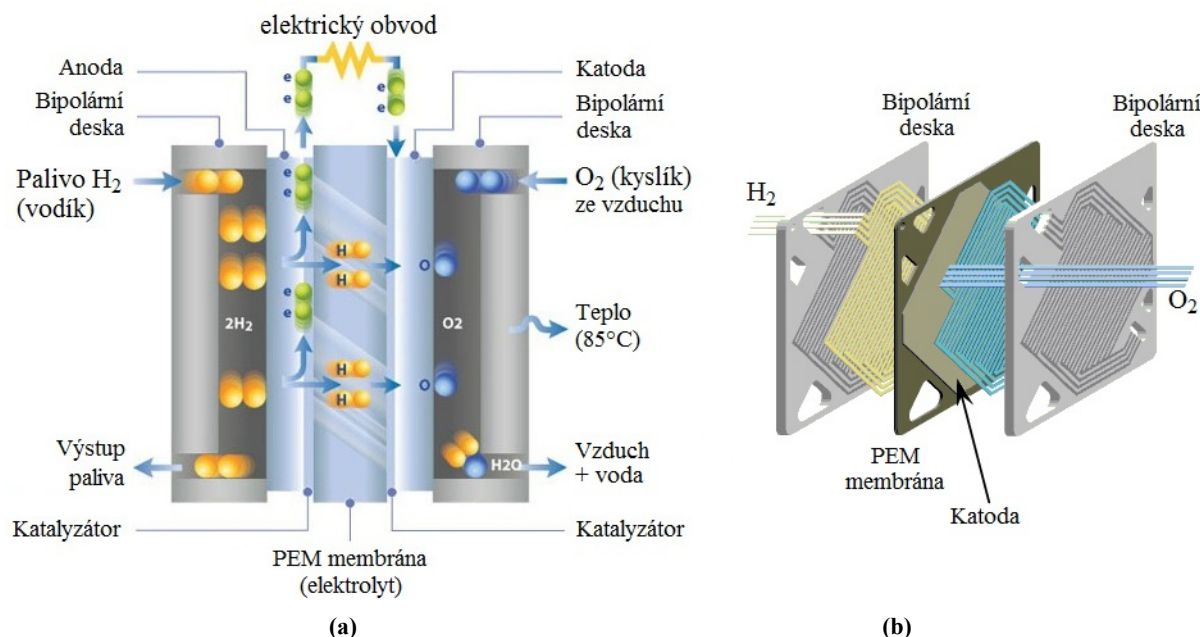 elektrický obvod
Anoda
Katoda
Bipolární
deska
Bipolární
deska
e
e
e
e
Palivo H₂
(vodík)
O₂ (kyslík)
ze vzduchu
e
e
H
H
O
e
e
2H₂
O2
Teplo
(85°C)
H
H
O
Výstup
paliva
H2O
Vzduch
+ voda
Katalyzátor
Katalyzátor
PEM membrána
(elektrolyt)
(a)
Bipolární
deska
Bipolární
deska
H₂
O₂
PEM
membrána
Katoda
(b)